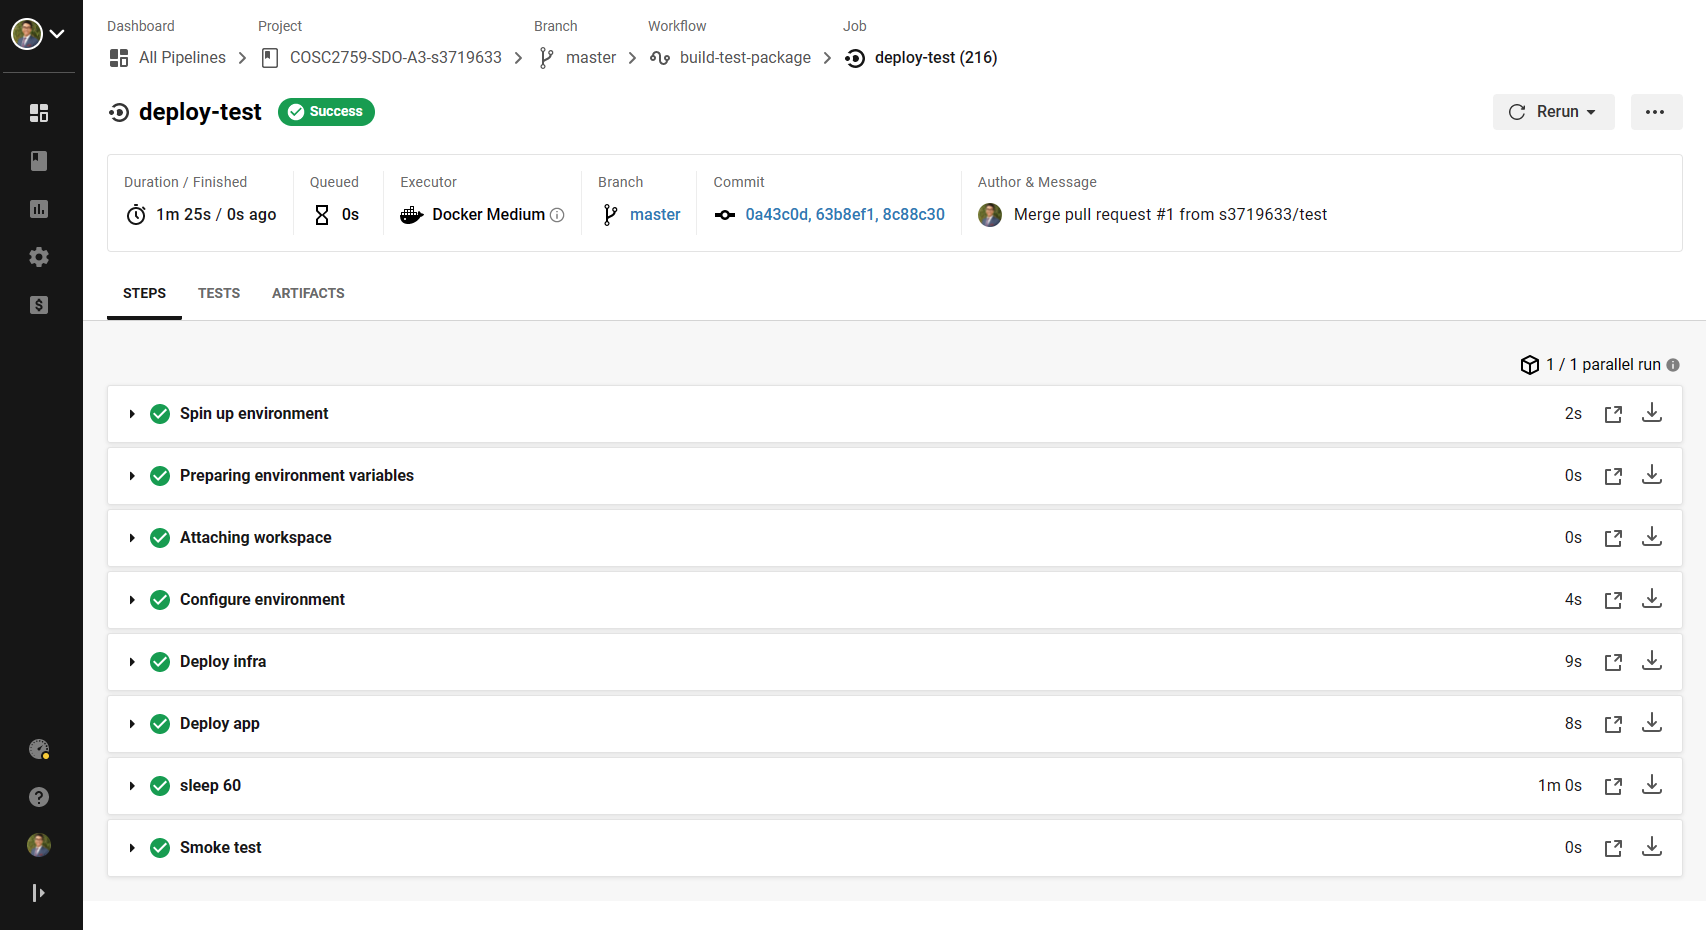 Dashboard Project Branch Workflow Job
All Pipelines COSC2759-SDO-A3-s3719633 master build-test-package deploy-test (216)
deploy-test Success Rerun
Duration / Finished Queued Executor Branch Commit Author & Message
1m 25s / 0s ago 0s Docker Medium master 0a43c0d, 63b8ef1, 8c88c30 Merge pull request #1 from s3719633/test
STEPS TESTS ARTIFACTS
1 / 1 parallel run
Spin up environment 2s
Preparing environment variables 0s
Attaching workspace 0s
Configure environment 4s
Deploy infra 9s
Deploy app 8s
sleep 60 1m 0s
Smoke test 0s